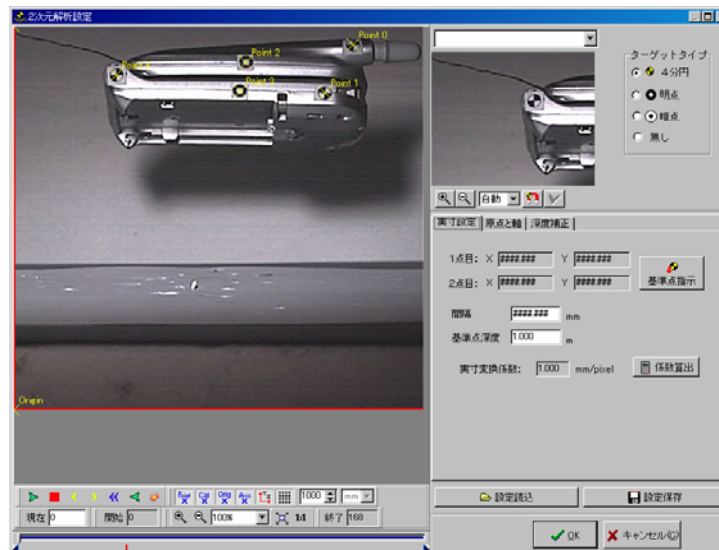 2次元解析設定
Point 0
Point 2
Point 3
Point 1
Origin
ターゲットタイプ
4分円
明点
暗点
無し
自動
実寸設定 原点と軸 深度補正
1点目: X ####.### Y ####.###
2点目: X ####.### Y ####.###
基準点指示
間隔 ####.### mm
基準点深度 1.000 m
実寸変換係数: 1.000 mm/pixel 係数算出
1000 mm
現在 0 開始 0 100% 1:1 終了 168
設定読込 設定保存
OK キャンセル(C)